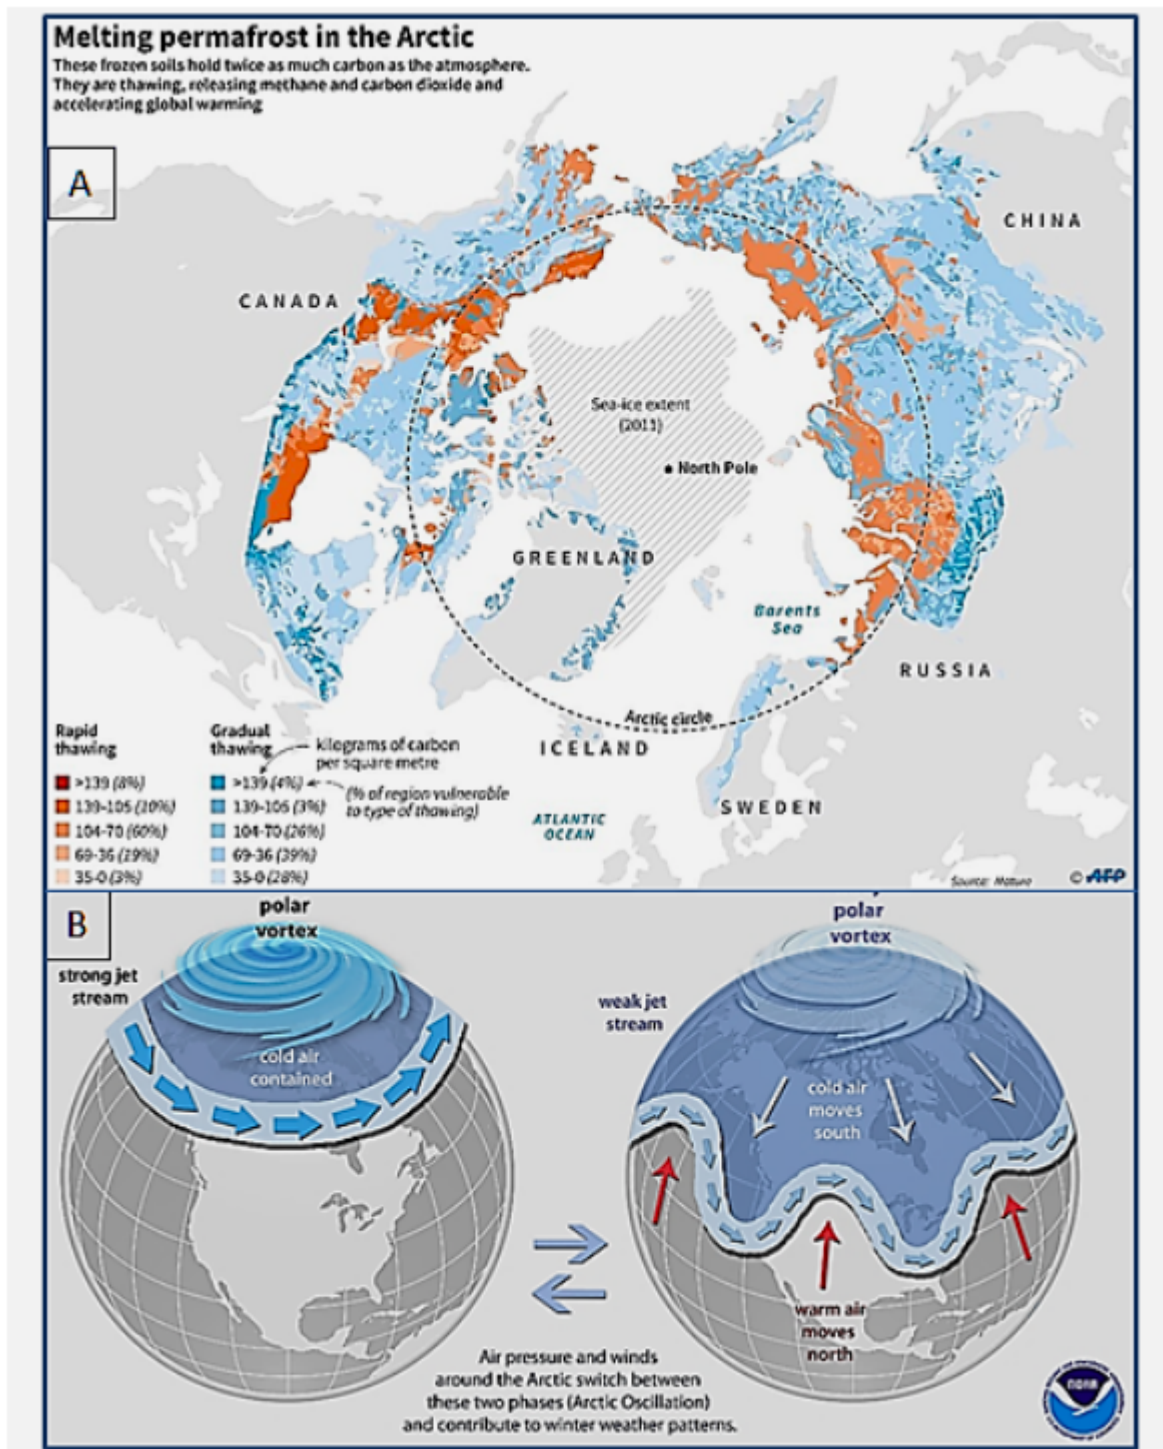 Melting permafrost in the Arctic
These frozen soils hold twice as much carbon as the atmosphere.
They are thawing, releasing methane and carbon dioxide and
accelerating global warming
A
CHINA
CANADA
Sea-ice extent
(2011)
North Pole
GREENLAND
Barents
Sea
RUSSIA
Arctic circle
ICELAND
SWEDEN
ATLANTIC
OCEAN
Rapid
thawing
>139 (8%)
139-105 (10%)
104-70 (60%)
69-36 (19%)
35-0 (3%)
Gradual
thawing
kilograms of carbon
per square metre
>139 (4%)
(% of region vulnerable
to type of thawing)
139-106 (3%)
104-70 (26%)
69-36 (39%)
35-0 (28%)
Source: Nature
© AFP
B
polar
vortex
strong jet
stream
cold air
contained
polar
vortex
weak jet
stream
cold air
moves
south
warm air
moves
north
Air pressure and winds
around the Arctic switch between
these two phases (Arctic Oscillation)
and contribute to winter weather patterns.
noaa